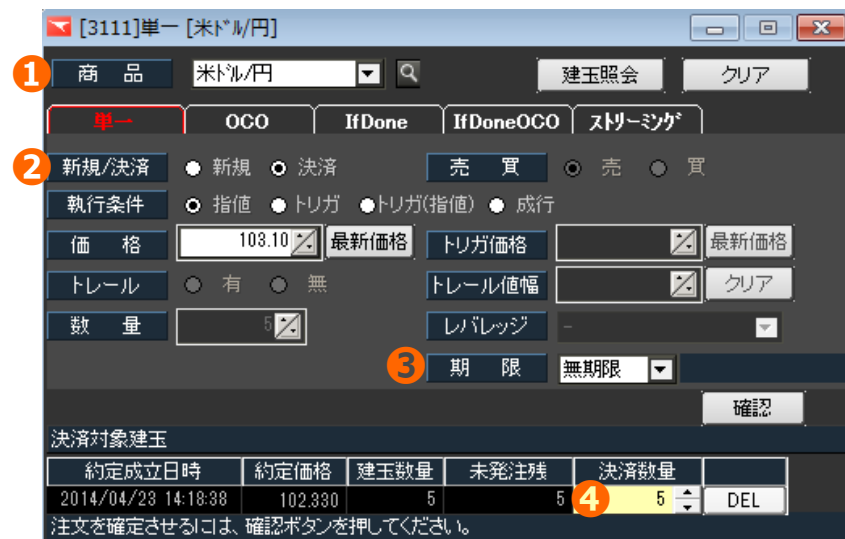 [3111]単一 [米ドル/円]
1 商 品 米ドル/円 建玉照会 クリア
単一 OCO IfDone IfDoneOCO ストリーミング
2 新規/決済 新規 決済 売 買 売 買
執行条件 指値 トリガ トリガ(指値) 成行
価 格 103.10 最新価格 トリガ価格 最新価格
トレール 有 無 トレール値幅 クリア
数 量 5 レバレッジ -
3 期 限 無期限
確認
決済対象建玉
約定成立日時 約定価格 建玉数量 未発注残 決済数量
2014/04/23 14:18:38 102.330 5 5 4 5 DEL
注文を確定させるには、確認ボタンを押してください。